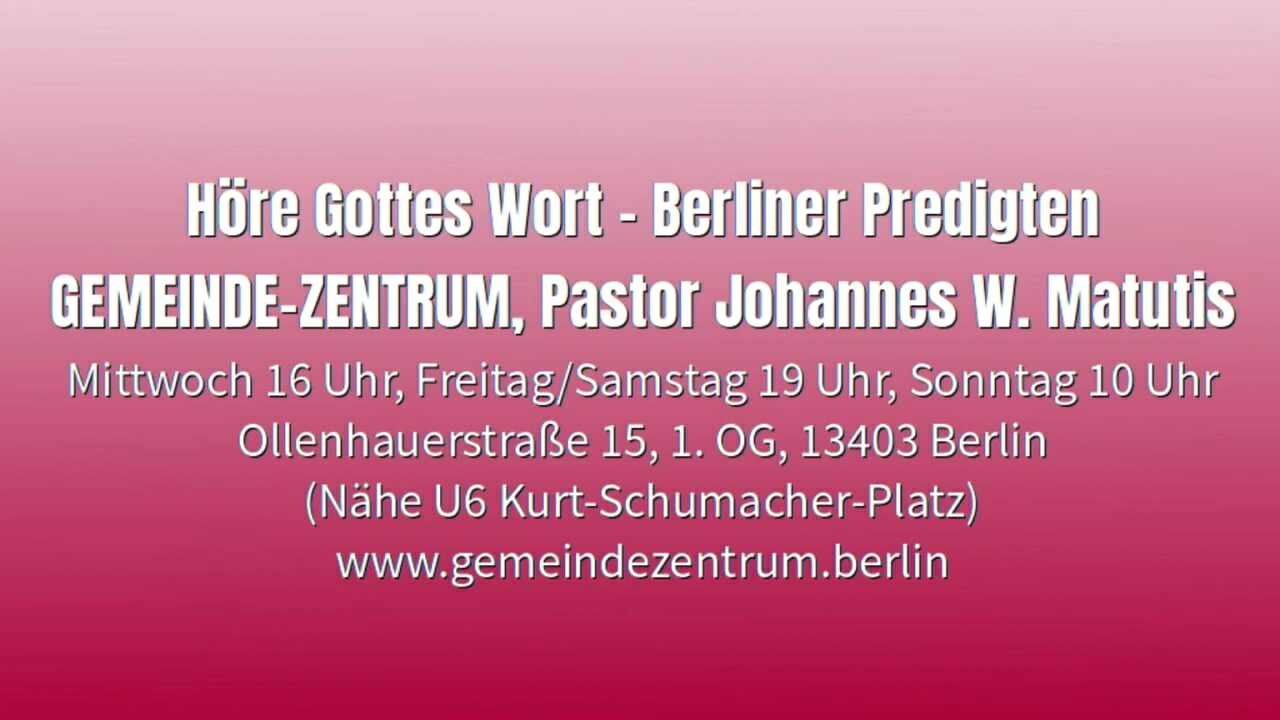 Höre Gottes Wort - Berliner Predigten
GEMEINDE-ZENTRUM, Pastor Johannes W. Matutis
Mittwoch 16 Uhr, Freitag/Samstag 19 Uhr, Sonntag 10 Uhr
Ollenhauerstraße 15, 1. OG, 13403 Berlin
(Nähe U6 Kurt-Schumacher-Platz)
www.gemeindezentrum.berlin